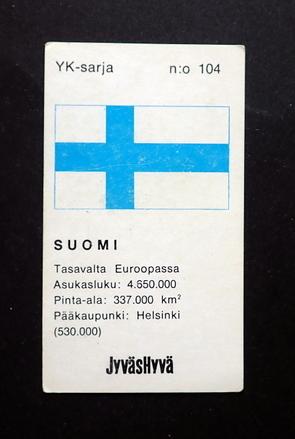 YK-sarja n:o 104
SUOMI
Tasavalta Euroopassa
Asukasluku: 4.650.000
Pinta-ala: 337.000 km²
Pääkaupunki: Helsinki
(530.000)
JyväsHyvä